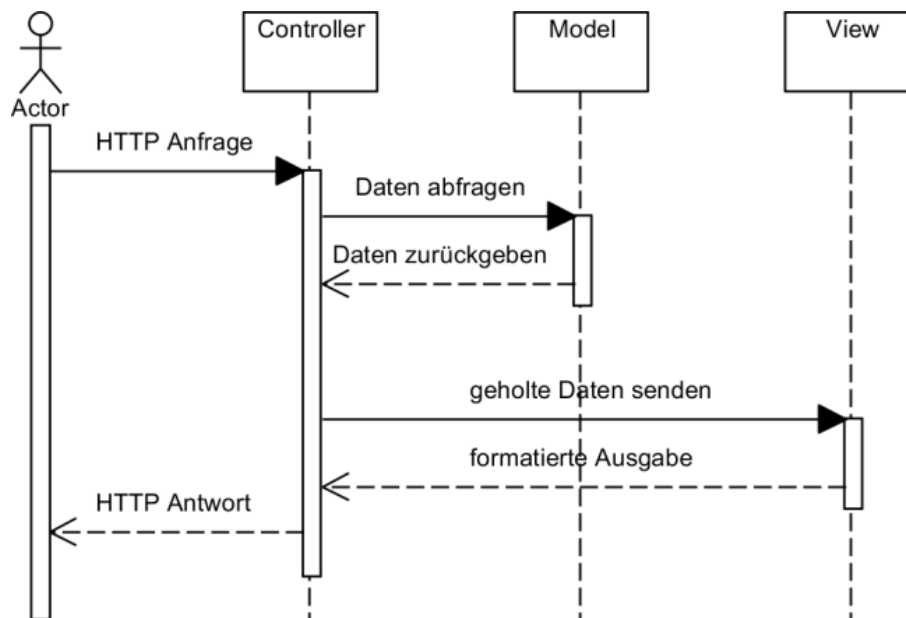 Controller
Model
View
Actor
HTTP Anfrage
Daten abfragen
Daten zurückgeben
geholte Daten senden
formatierte Ausgabe
HTTP Antwort